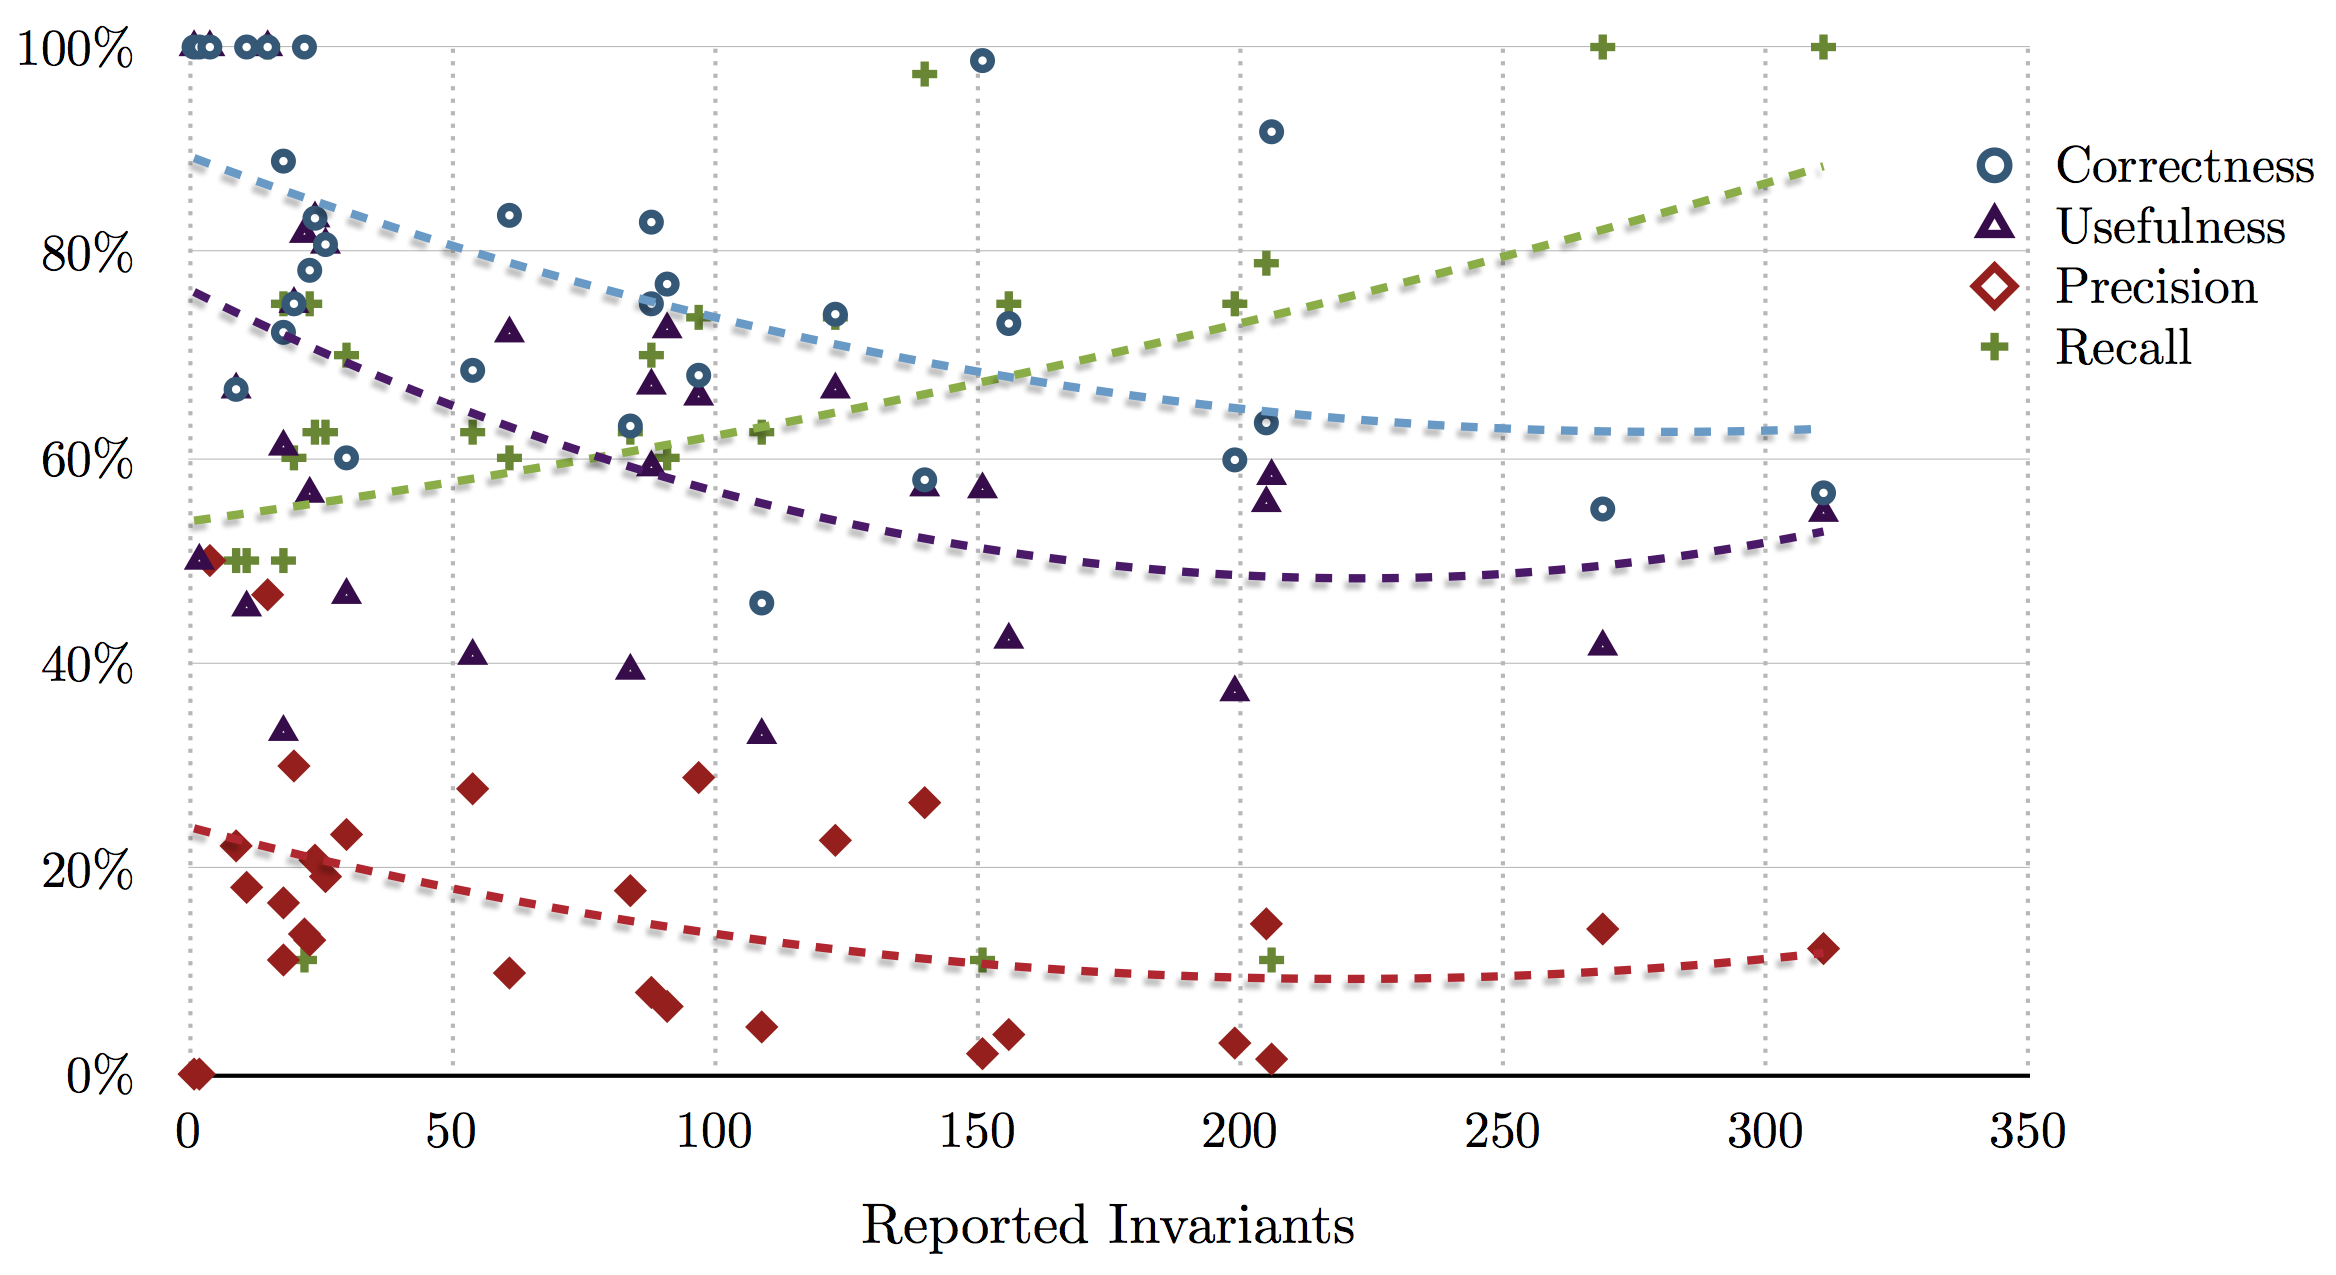 100%
80%
60%
40%
20%
0%
0 50 100 150 200 250 300 350
Reported Invariants
Correctness
Usefulness
Precision
Recall